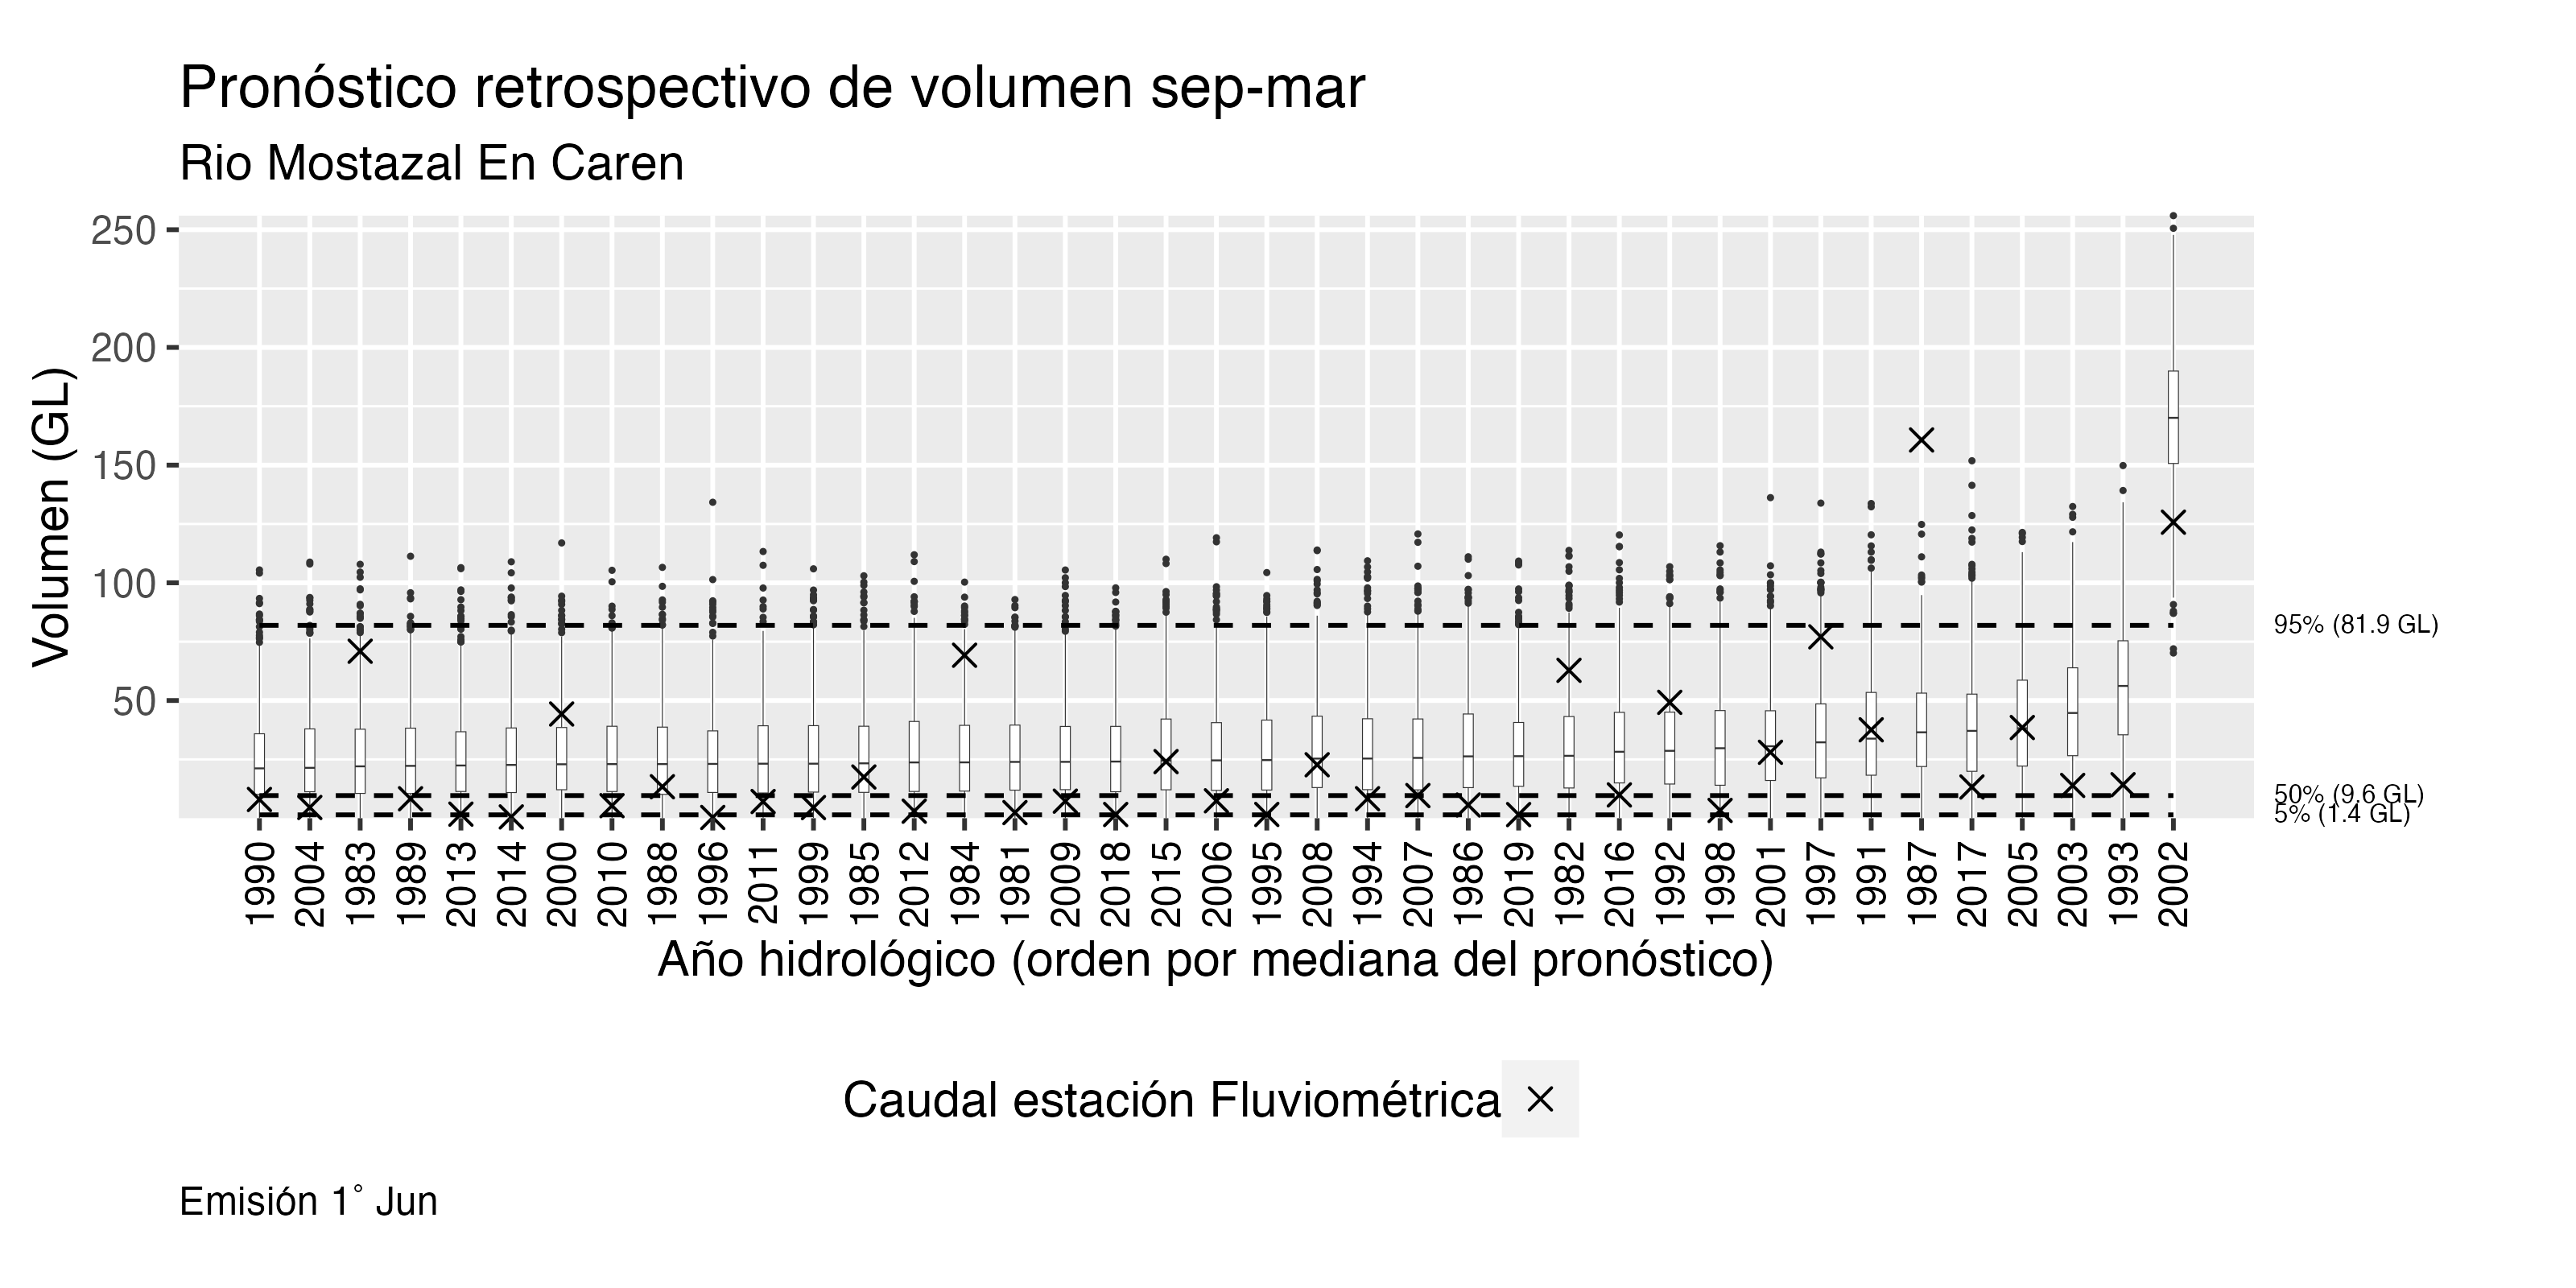 Pronóstico retrospectivo de volumen sep-mar
Rio Mostazal En Caren
Volumen (GL)
250
200
150
100
50
95% (81.9 GL)
50% (9.6 GL)
5% (1.4 GL)
1990 2004 1983 1989 2013 2014 2000 2010 1988 1996 2011 1999 1985 2012 1984 1981 2009 2018 2015 2006 1995 2008 1994 2007 1986 2019 1982 2016 1992 1998 2001 1997 1991 1987 2017 2005 2003 1993 2002
Año hidrológico (orden por mediana del pronóstico)
Caudal estación Fluviométrica
Emisión 1° Jun